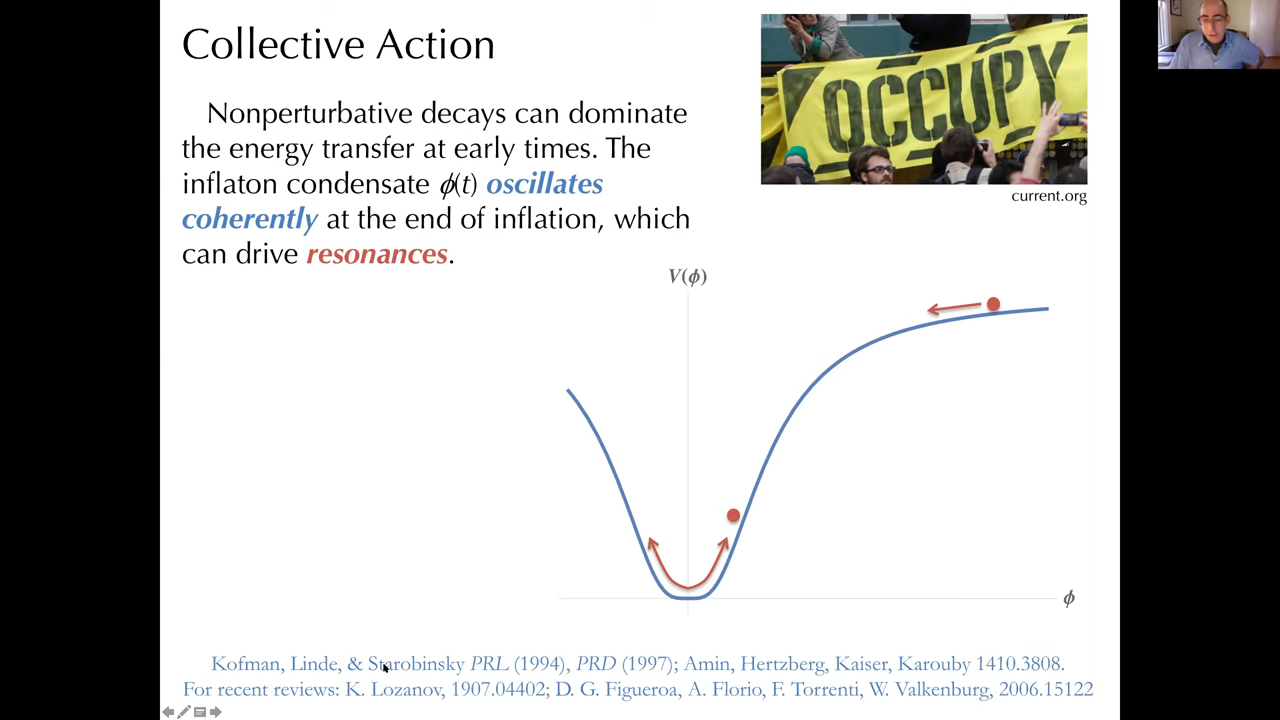 Collective Action
OCCUPY
current.org
Nonperturbative decays can dominate
the energy transfer at early times. The
inflaton condensate ϕ(t) oscillates
coherently at the end of inflation, which
can drive resonances.
V(ϕ)
ϕ
Kofman, Linde, & Starobinsky PRL (1994), PRD (1997); Amin, Hertzberg, Kaiser, Karouby 1410.3808.
For recent reviews: K. Lozanov, 1907.04402; D. G. Figueroa, A. Florio, F. Torrenti, W. Valkenburg, 2006.15122